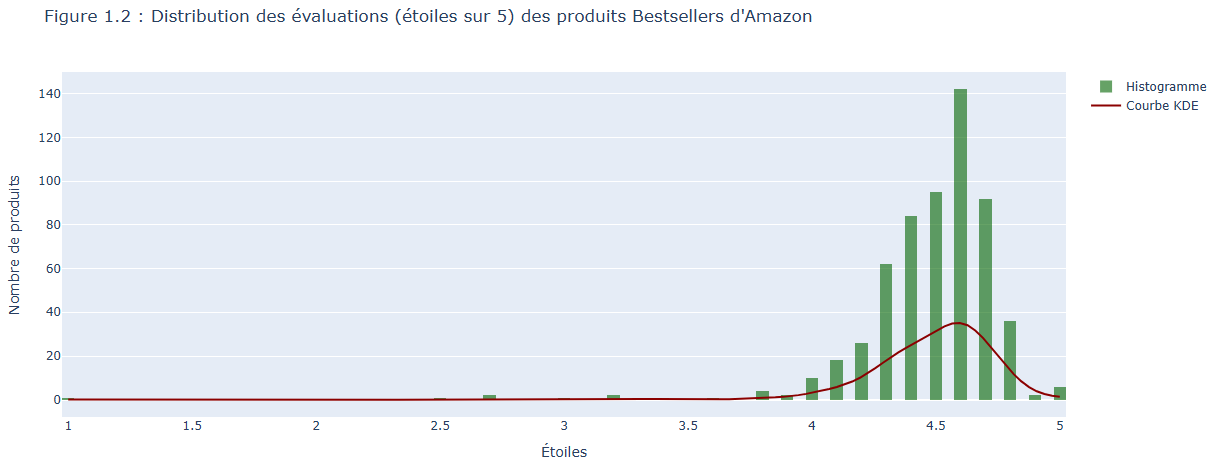 Figure 1.2 : Distribution des évaluations (étoiles sur 5) des produits Bestsellers d'Amazon
Histogramme
Courbe KDE
Nombre de produits
140
120
100
80
60
40
20
0
1 1.5 2 2.5 3 3.5 4 4.5 5
Étoiles